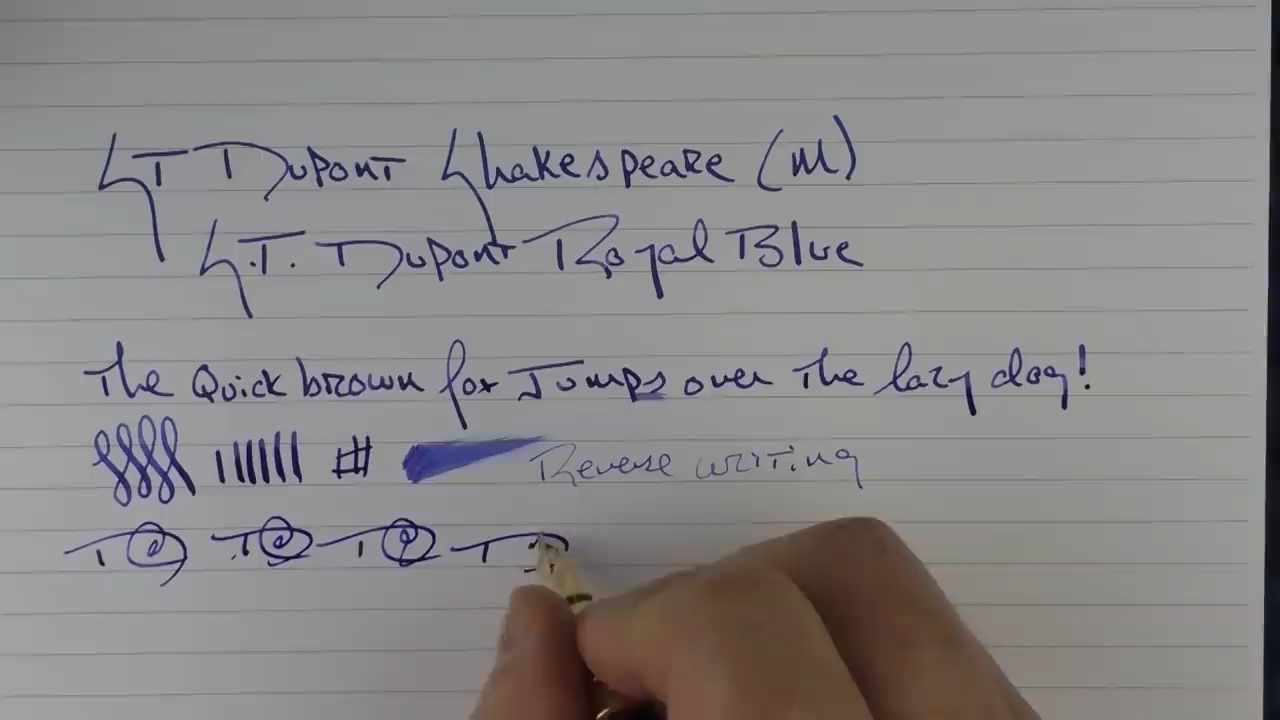 ST Dupont Shakespeare (M)
S.T. Dupont Royal Blue
The Quick brown fox Jumps over The lazy dog!
# Reverse writing